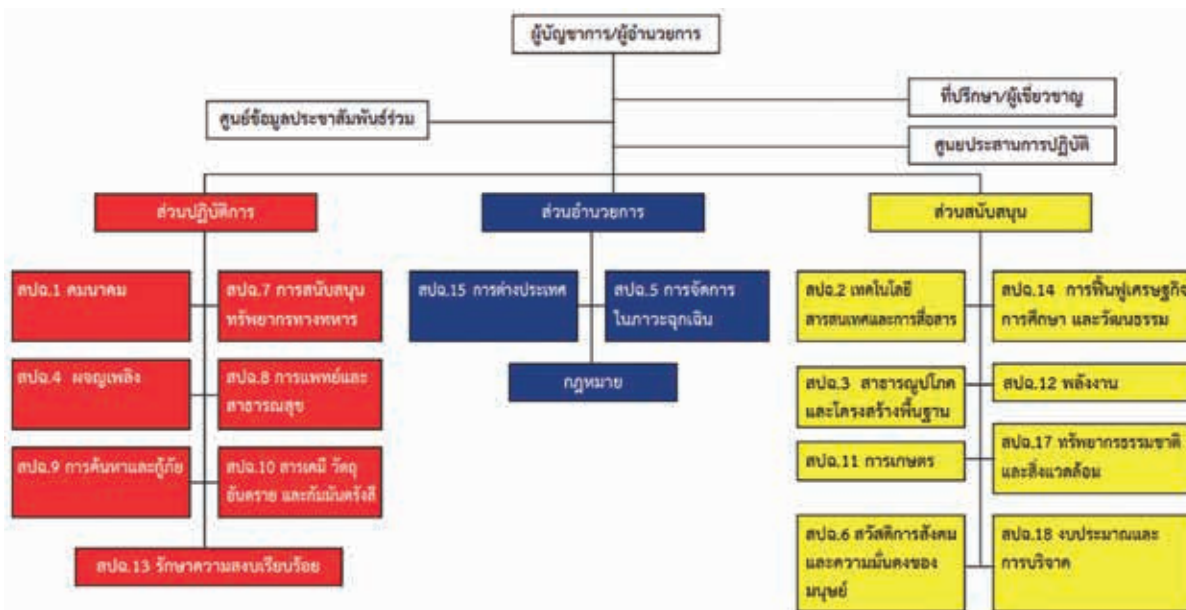 ผู้บัญชาการ/ผู้อำนวยการ
ที่ปรึกษา/ผู้เชี่ยวชาญ
ศูนย์ข้อมูลประชาสัมพันธ์ร่วม
ศูนยประสานการปฏิบัติ
ส่วนปฏิบัติการ
ส่วนอำนวยการ
ส่วนสนับสนุน
สปฉ.1 คมนาคม
สปฉ.7 การสนับสนุน
ทรัพยากรทางทหาร
สปฉ.4 ผจญเพลิง
สปฉ.8 การแพทย์และ
สาธารณสุข
สปฉ.9 การค้นหาและกู้ภัย
สปฉ.10 สารเคมี วัตถุ
อันตราย และกัมมันตรังสี
สปฉ.13 รักษาความสงบเรียบร้อย
สปฉ.15 การต่างประเทศ
สปฉ.5 การจัดการ
ในภาวะฉุกเฉิน
กฎหมาย
สปฉ.2 เทคโนโลยี
สารสนเทศและการสื่อสาร
สปฉ.14 การฟื้นฟูเศรษฐกิจ
การศึกษา และวัฒนธรรม
สปฉ.3 สาธารณูปโภค
และโครงสร้างพื้นฐาน
สปฉ.12 พลังงาน
สปฉ.11 การเกษตร
สปฉ.17 ทรัพยากรธรรมชาติ
และสิ่งแวดล้อม
สปฉ.6 สวัสดิการสังคม
และความมั่นคงของ
มนุษย์
สปฉ.18 งบประมาณและ
การบริจาค